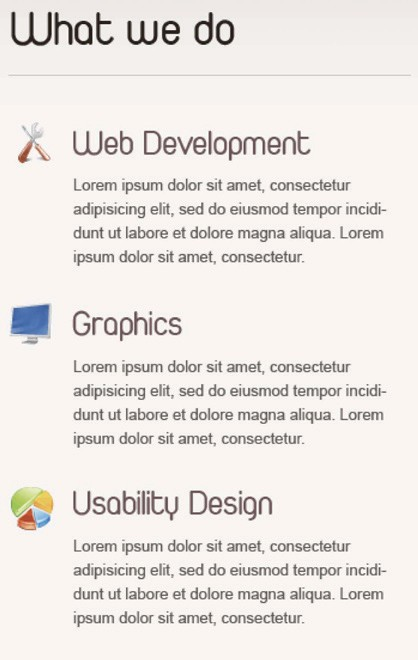 What we do
Web Development
Lorem ipsum dolor sit amet, consectetur
adipisicing elit, sed do eiusmod tempor incidi-
dunt ut labore et dolore magna aliqua. Lorem
ipsum dolor sit amet, consectetur.
Graphics
Lorem ipsum dolor sit amet, consectetur
adipisicing elit, sed do eiusmod tempor incidi-
dunt ut labore et dolore magna aliqua. Lorem
ipsum dolor sit amet, consectetur.
Usability Design
Lorem ipsum dolor sit amet, consectetur
adipisicing elit, sed do eiusmod tempor incidi-
dunt ut labore et dolore magna aliqua. Lorem
ipsum dolor sit amet, consectetur.